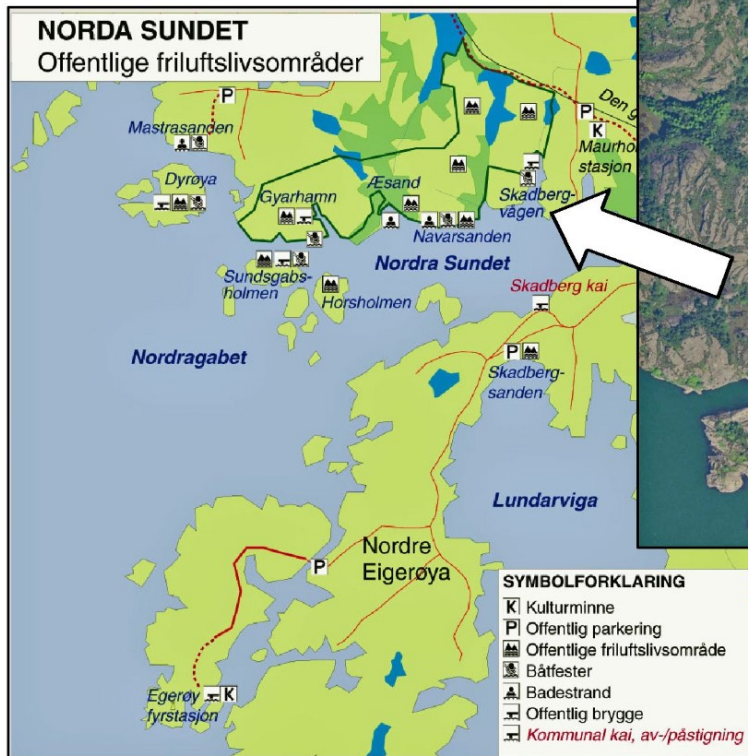 NORDA SUNDET
Offentlige friluftslivsområder
P
Den g
Mastrasanden
P
K
Maurhol
stasjon
Dyrøya
Gyarhamn
Æsand
Skadberg-
vågen
Navarsanden
Nordra Sundet
Sundsgabs-
holmen
Horsholmen
Skadberg kai
Nordragabet
P
Skadberg-
sanden
Lundarviga
Nordre
Eigerøya
P
Egerøy
fyrstasjon
K
SYMBOLFORKLARING
K Kulturminne
P Offentlig parkering
Offentlige friluftslivsområde
Båtfester
Badestrand
Offentlig brygge
Kommunal kai, av-/påstigning